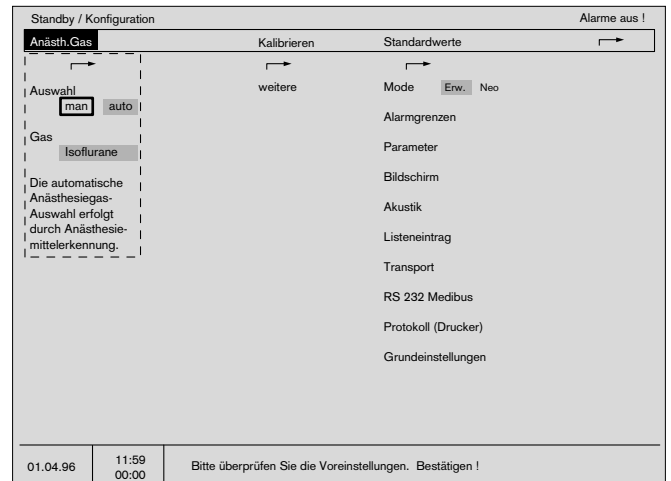 Standby / Konfiguration Alarme aus !
Anästh.Gas Kalibrieren Standardwerte
Auswahl weitere Mode Erw. Neo
man auto
Alarmgrenzen
Gas
Isoflurane
Parameter
Bildschirm
Die automatische
Anästhesiegas-
Auswahl erfolgt
durch Anästhesie-
mittelerkennung.
Akustik
Listeneintrag
Transport
RS 232 Medibus
Protokoll (Drucker)
Grundeinstellungen
01.04.96 11:59 Bitte überprüfen Sie die Voreinstellungen. Bestätigen !
00:00